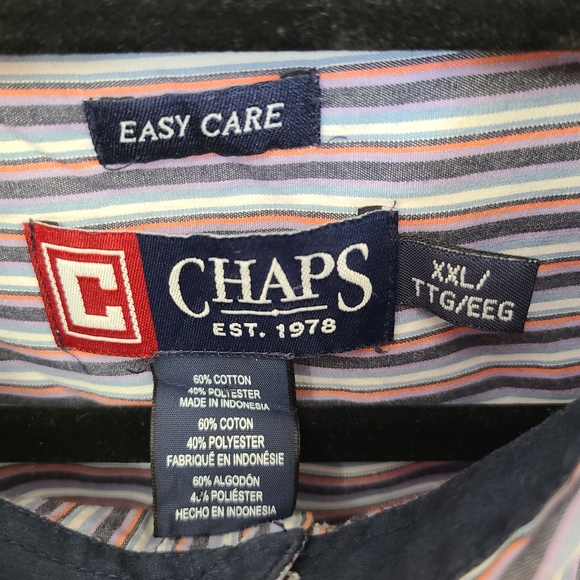 EASY CARE
C
CHAPS
EST. 1978
XXL/
TTG/EEG
60% COTTON
40% POLYESTER
MADE IN INDONESIA
60% COTON
40% POLYESTER
FABRIQUÉ EN INDONÉSIE
60% ALGODÓN
40% POLIÉSTER
HECHO EN INDONESIA